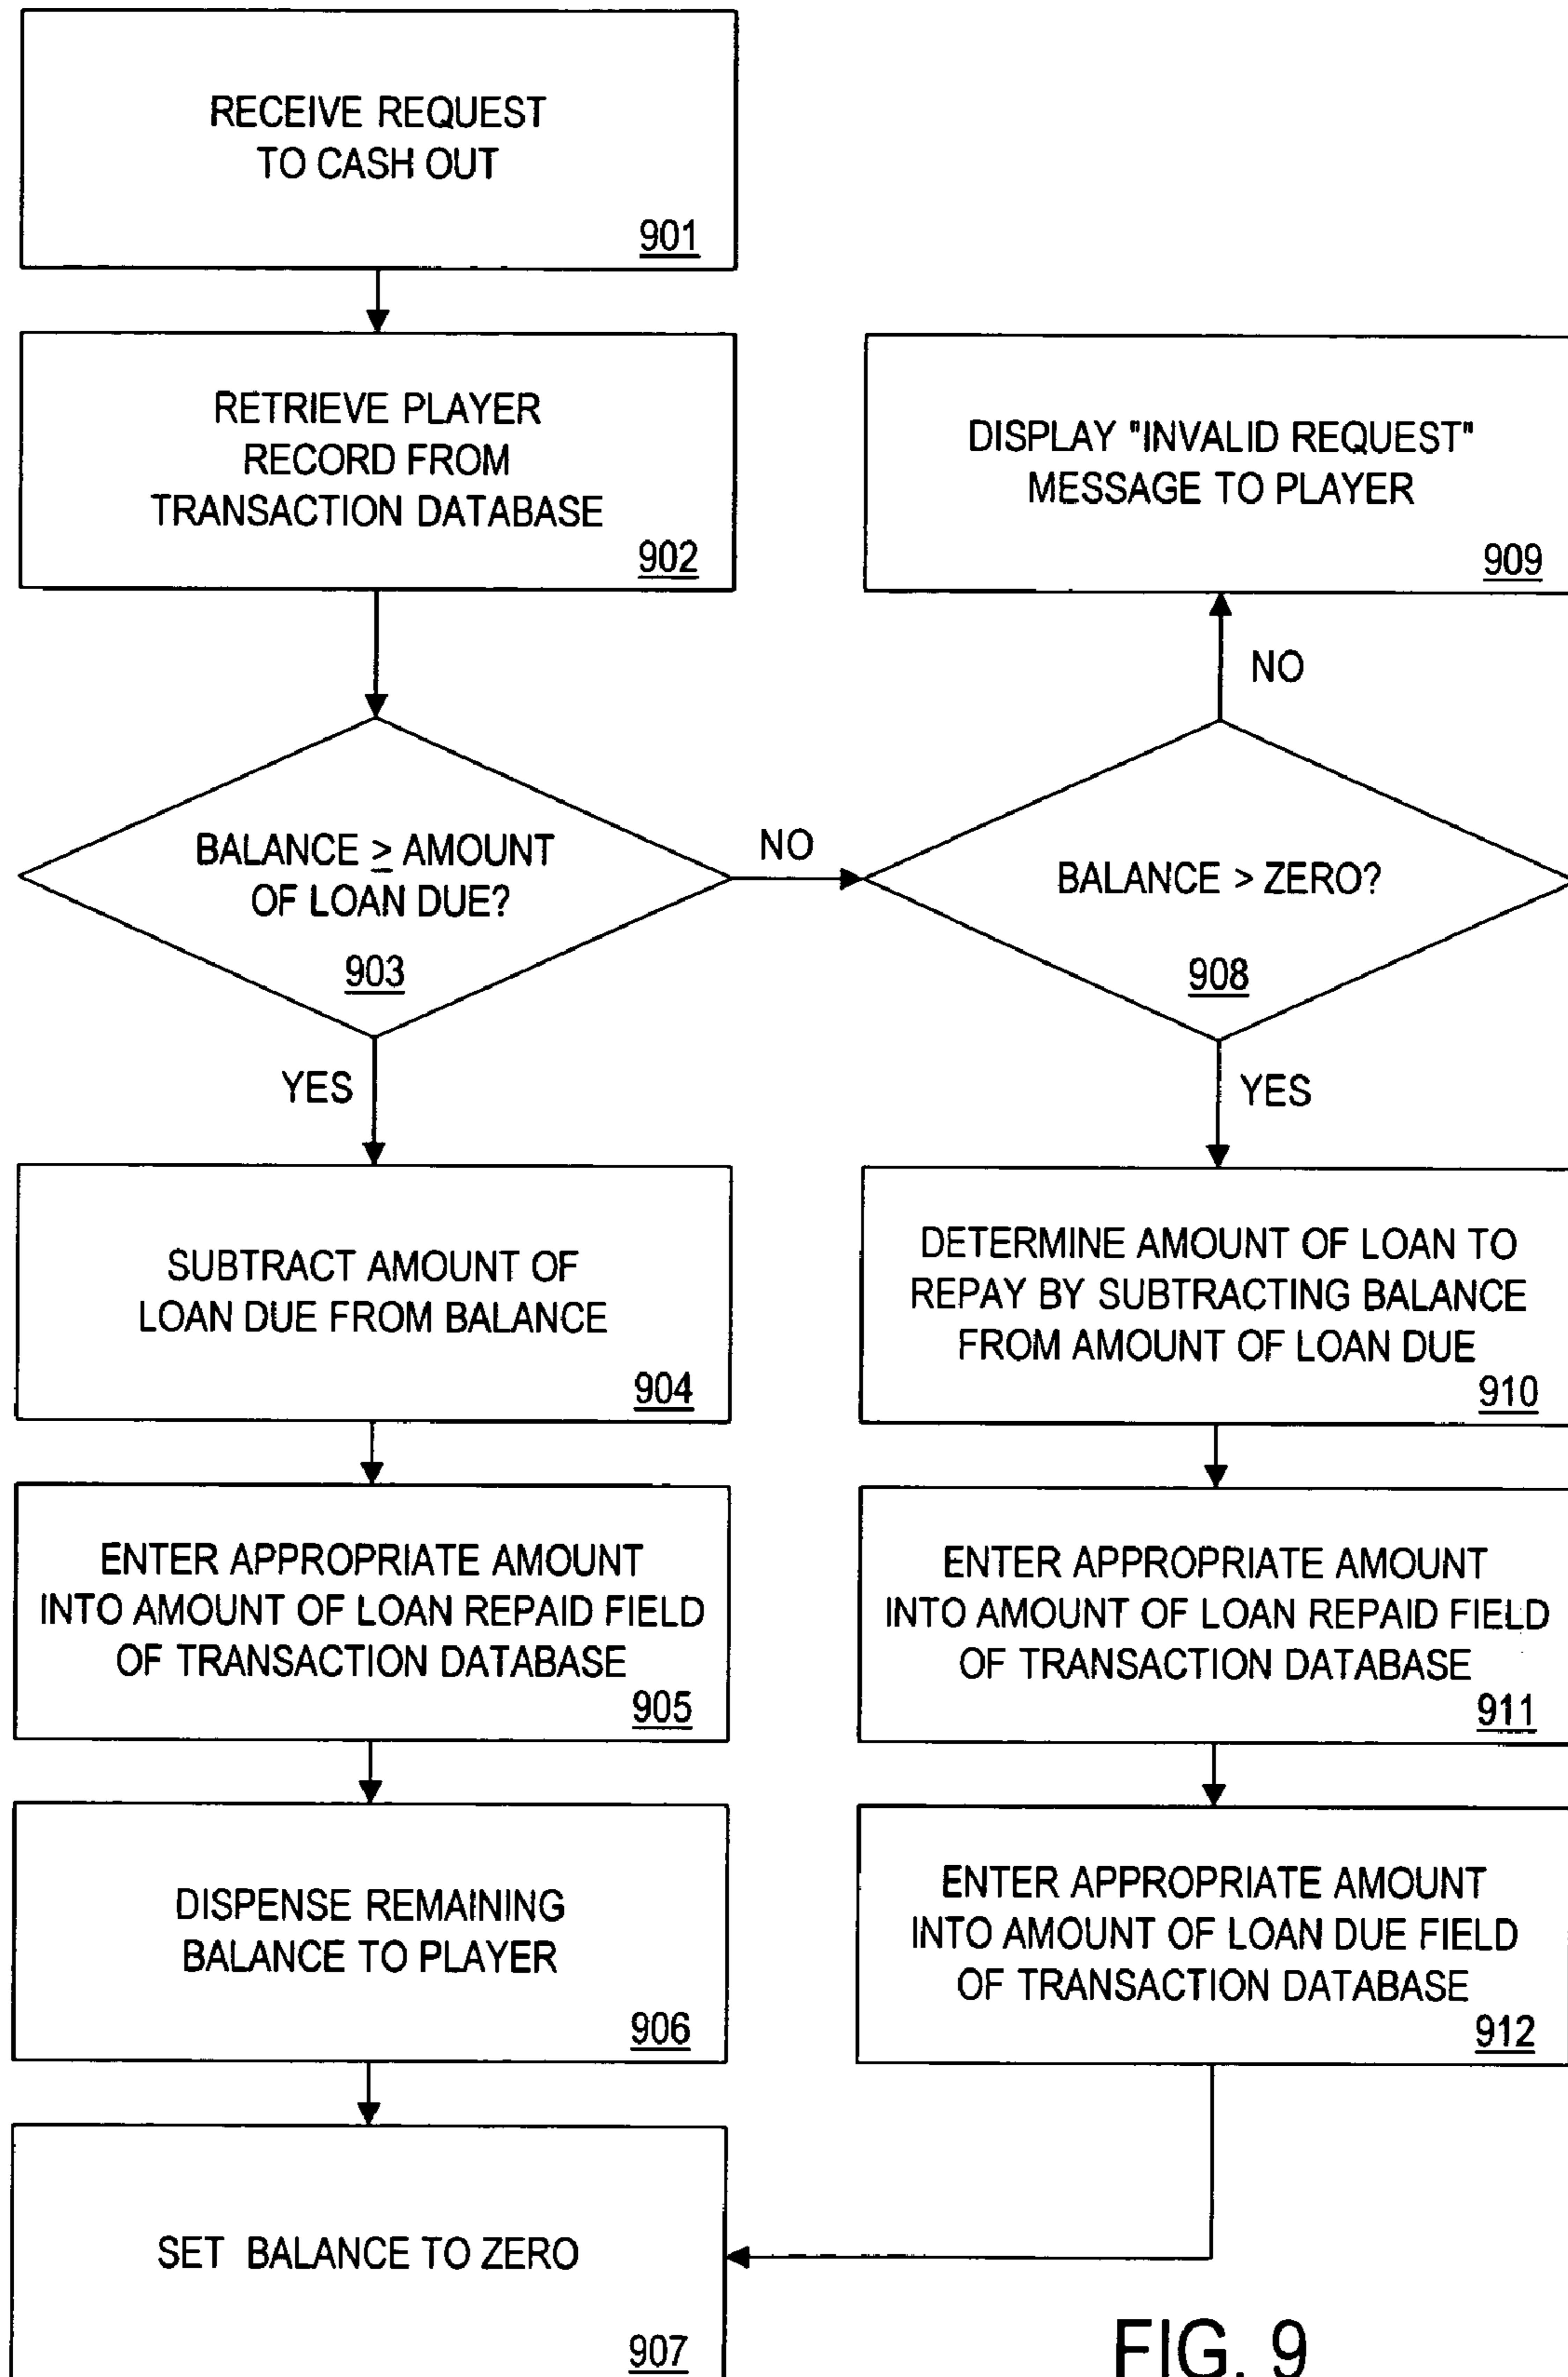 RECEIVE REQUEST
TO CASH OUT
901
RETRIEVE PLAYER
RECORD FROM
TRANSACTION DATABASE
902
DISPLAY "INVALID REQUEST"
MESSAGE TO PLAYER
909
NO
BALANCE ≥ AMOUNT
OF LOAN DUE?
903
NO
BALANCE > ZERO?
908
YES
YES
SUBTRACT AMOUNT OF
LOAN DUE FROM BALANCE
904
DETERMINE AMOUNT OF LOAN TO
REPAY BY SUBTRACTING BALANCE
FROM AMOUNT OF LOAN DUE
910
ENTER APPROPRIATE AMOUNT
INTO AMOUNT OF LOAN REPAID FIELD
OF TRANSACTION DATABASE
905
ENTER APPROPRIATE AMOUNT
INTO AMOUNT OF LOAN REPAID FIELD
OF TRANSACTION DATABASE
911
DISPENSE REMAINING
BALANCE TO PLAYER
906
ENTER APPROPRIATE AMOUNT
INTO AMOUNT OF LOAN DUE FIELD
OF TRANSACTION DATABASE
912
SET BALANCE TO ZERO
907
FIG. 9